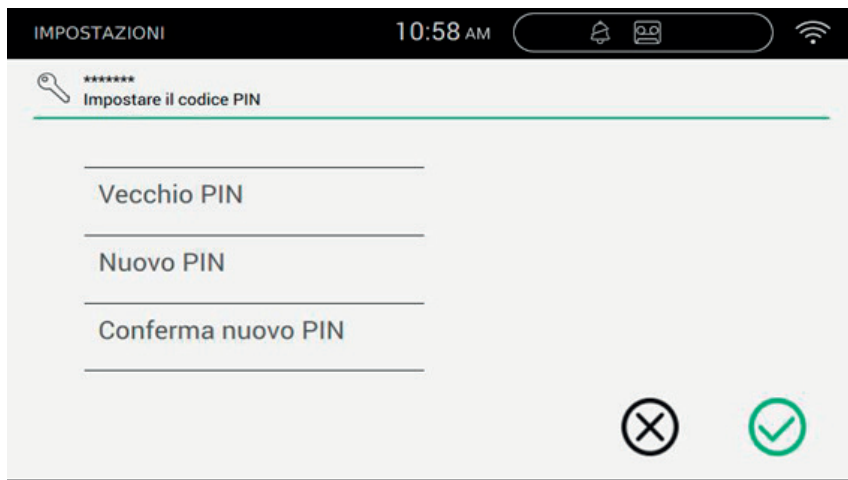 IMPOSTAZIONI 10:58 AM
*******
Impostare il codice PIN
Vecchio PIN
Nuovo PIN
Conferma nuovo PIN